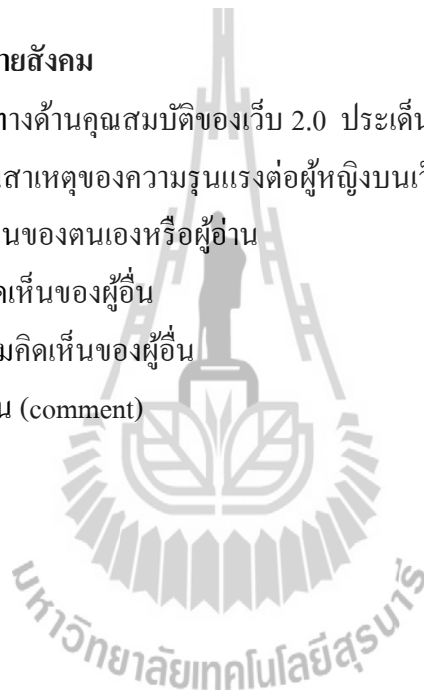 ายสังคม
ทางด้านคุณสมบัติของเว็บ 2.0 ประเด็น
สาเหตุของความรุนแรงต่อผู้หญิงบนเว็
นของตนเองหรือผู้อ่าน
ดเห็นของผู้อื่น
มคิดเห็นของผู้อื่น
น (comment)
มหาวิทยาลัยเทคโนโลยีสุรนารี